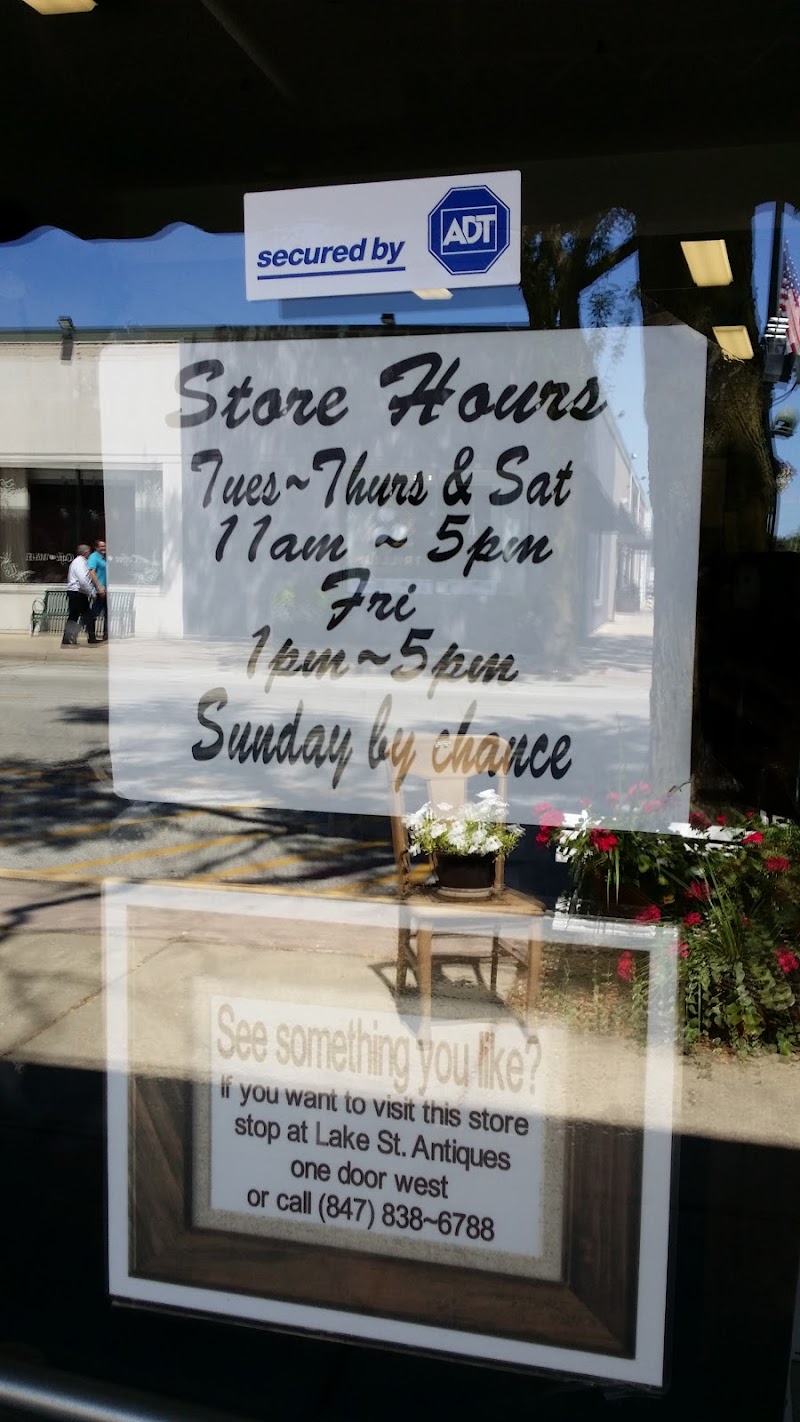 secured by ADT
Store Hours
Tues~Thurs & Sat
11am ~ 5pm
Fri
1pm~5pm
Sunday by chance
See something you like?
If you want to visit this store
stop at Lake St. Antiques
one door west
or call (847) 838~6788